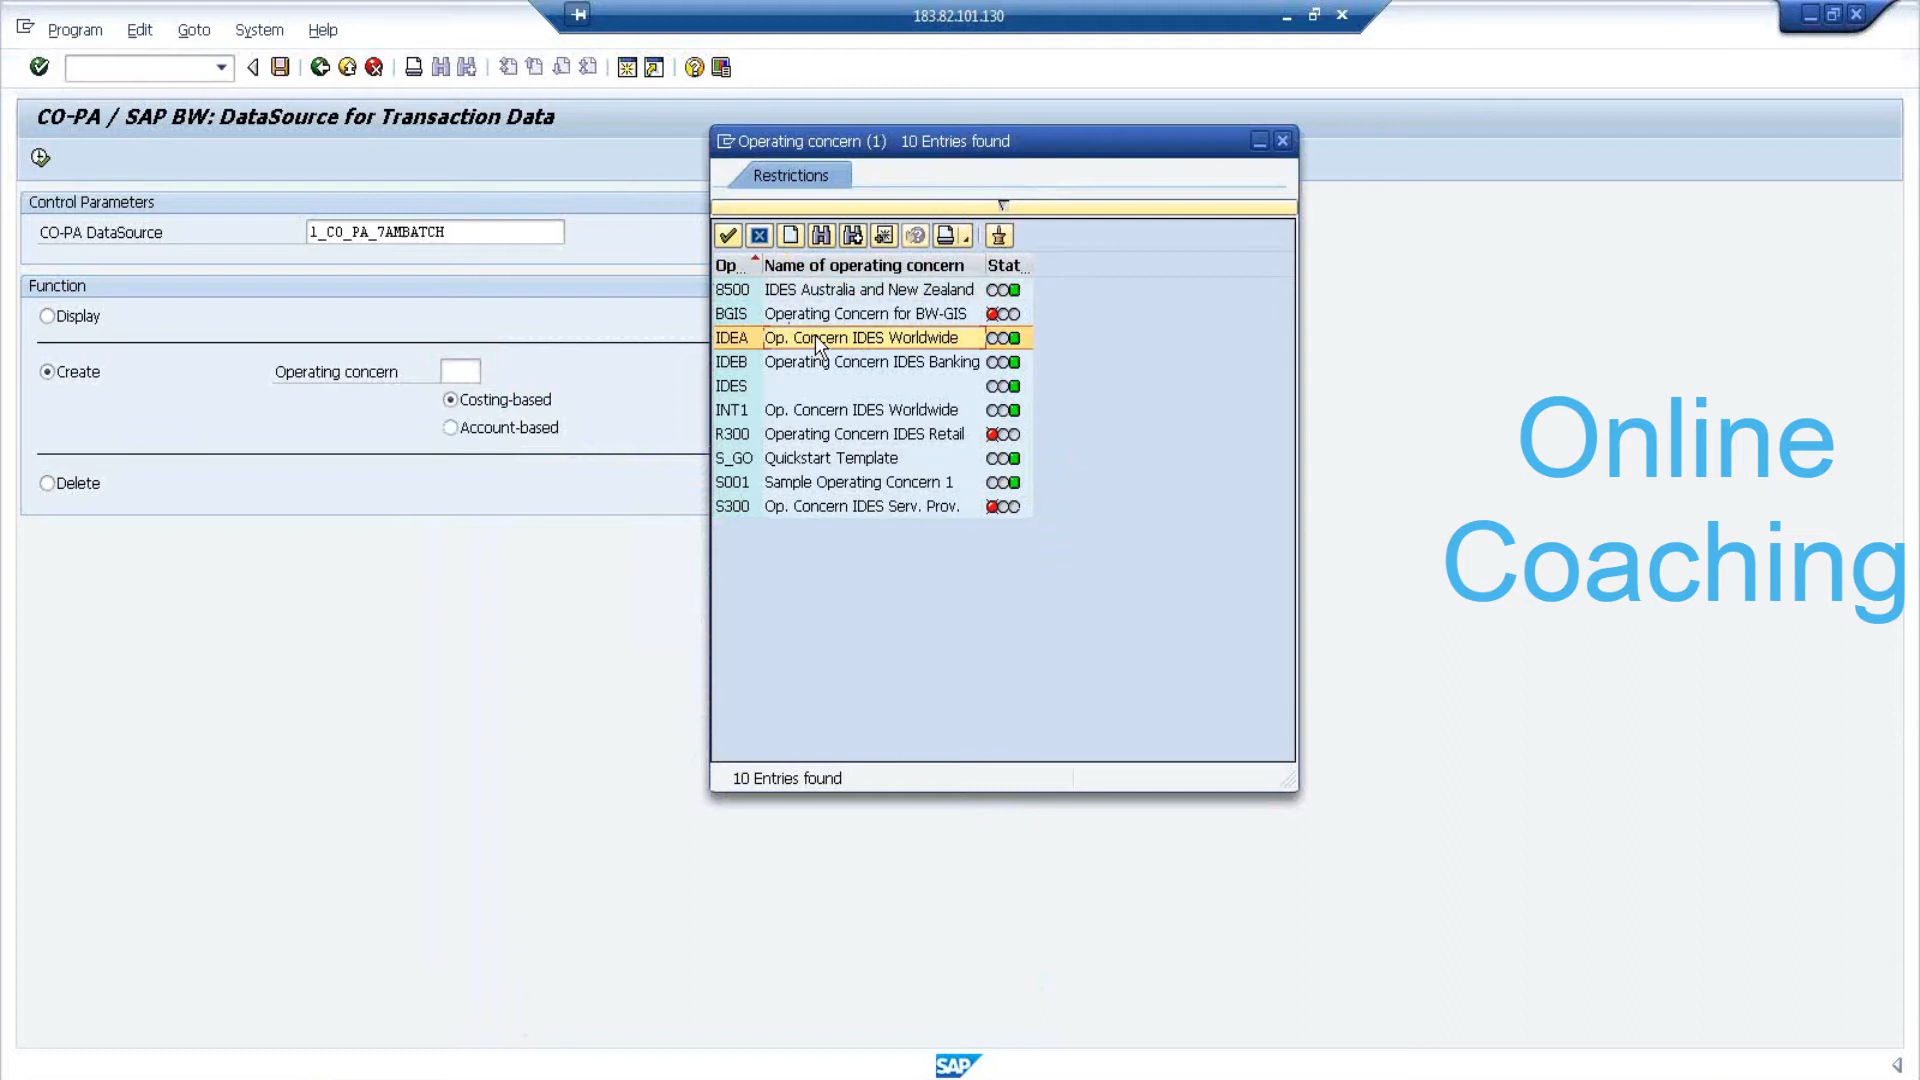 183.82.101.130
Program Edit Goto System Help
CO-PA / SAP BW: DataSource for Transaction Data
Control Parameters
CO-PA DataSource 1_CO_PA_7AMBATCH
Function
Display
Create Operating concern
Costing-based
Account-based
Delete
Operating concern (1) 10 Entries found
Restrictions
Op... Name of operating concern Stat...
8500 IDES Australia and New Zealand
BGIS Operating Concern for BW-GIS
IDEA Op. Concern IDES Worldwide
IDEB Operating Concern IDES Banking
IDES
INT1 Op. Concern IDES Worldwide
R300 Operating Concern IDES Retail
S_GO Quickstart Template
S001 Sample Operating Concern 1
S300 Op. Concern IDES Serv. Prov.
10 Entries found
Online
Coaching
SAP